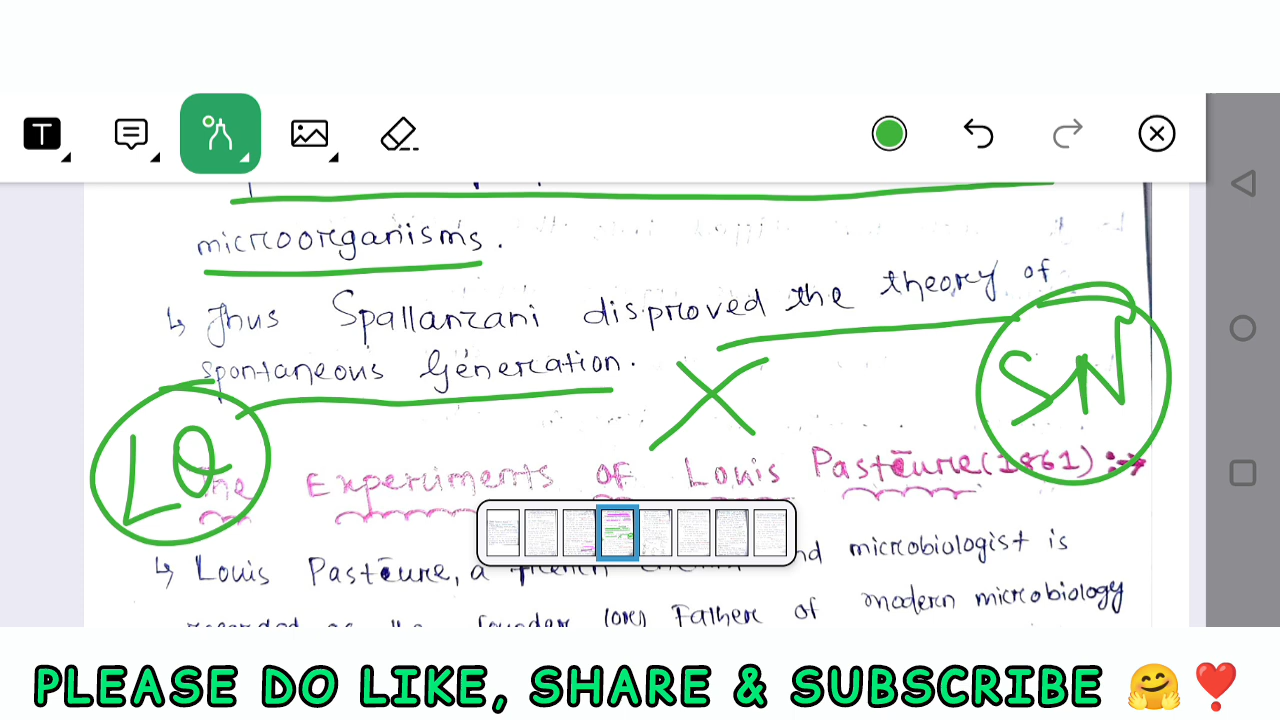 T
microorganisms.
↳ Thus Spallanzani disproved the theory of
spontaneous Generation.
SN
LQ
The Experiments of Louis Pasteure (1861) :→
↳ Louis Pasteure, a French and microbiologist is
founder (or) Father of modern microbiology
PLEASE DO LIKE, SHARE & SUBSCRIBE 🤗❣️